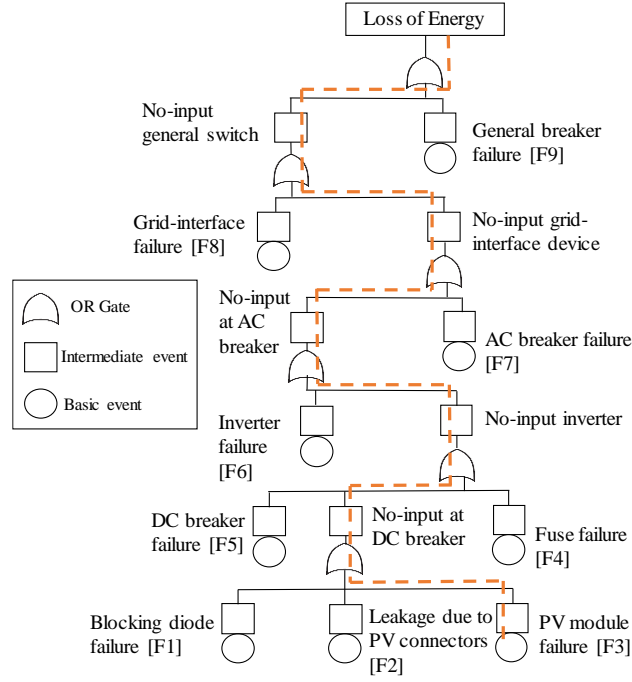 Loss of Energy
No-input
general switch
General breaker
failure [F9]
Grid-interface
failure [F8]
No-input grid-
interface device
OR Gate
Intermediate event
Basic event
No-input
at AC
breaker
AC breaker failure
[F7]
Inverter
failure
[F6]
No-input inverter
DC breaker
failure [F5]
No-input at
DC breaker
Fuse failure
[F4]
Blocking diode
failure [F1]
Leakage due to
PV connectors
[F2]
PV module
failure [F3]